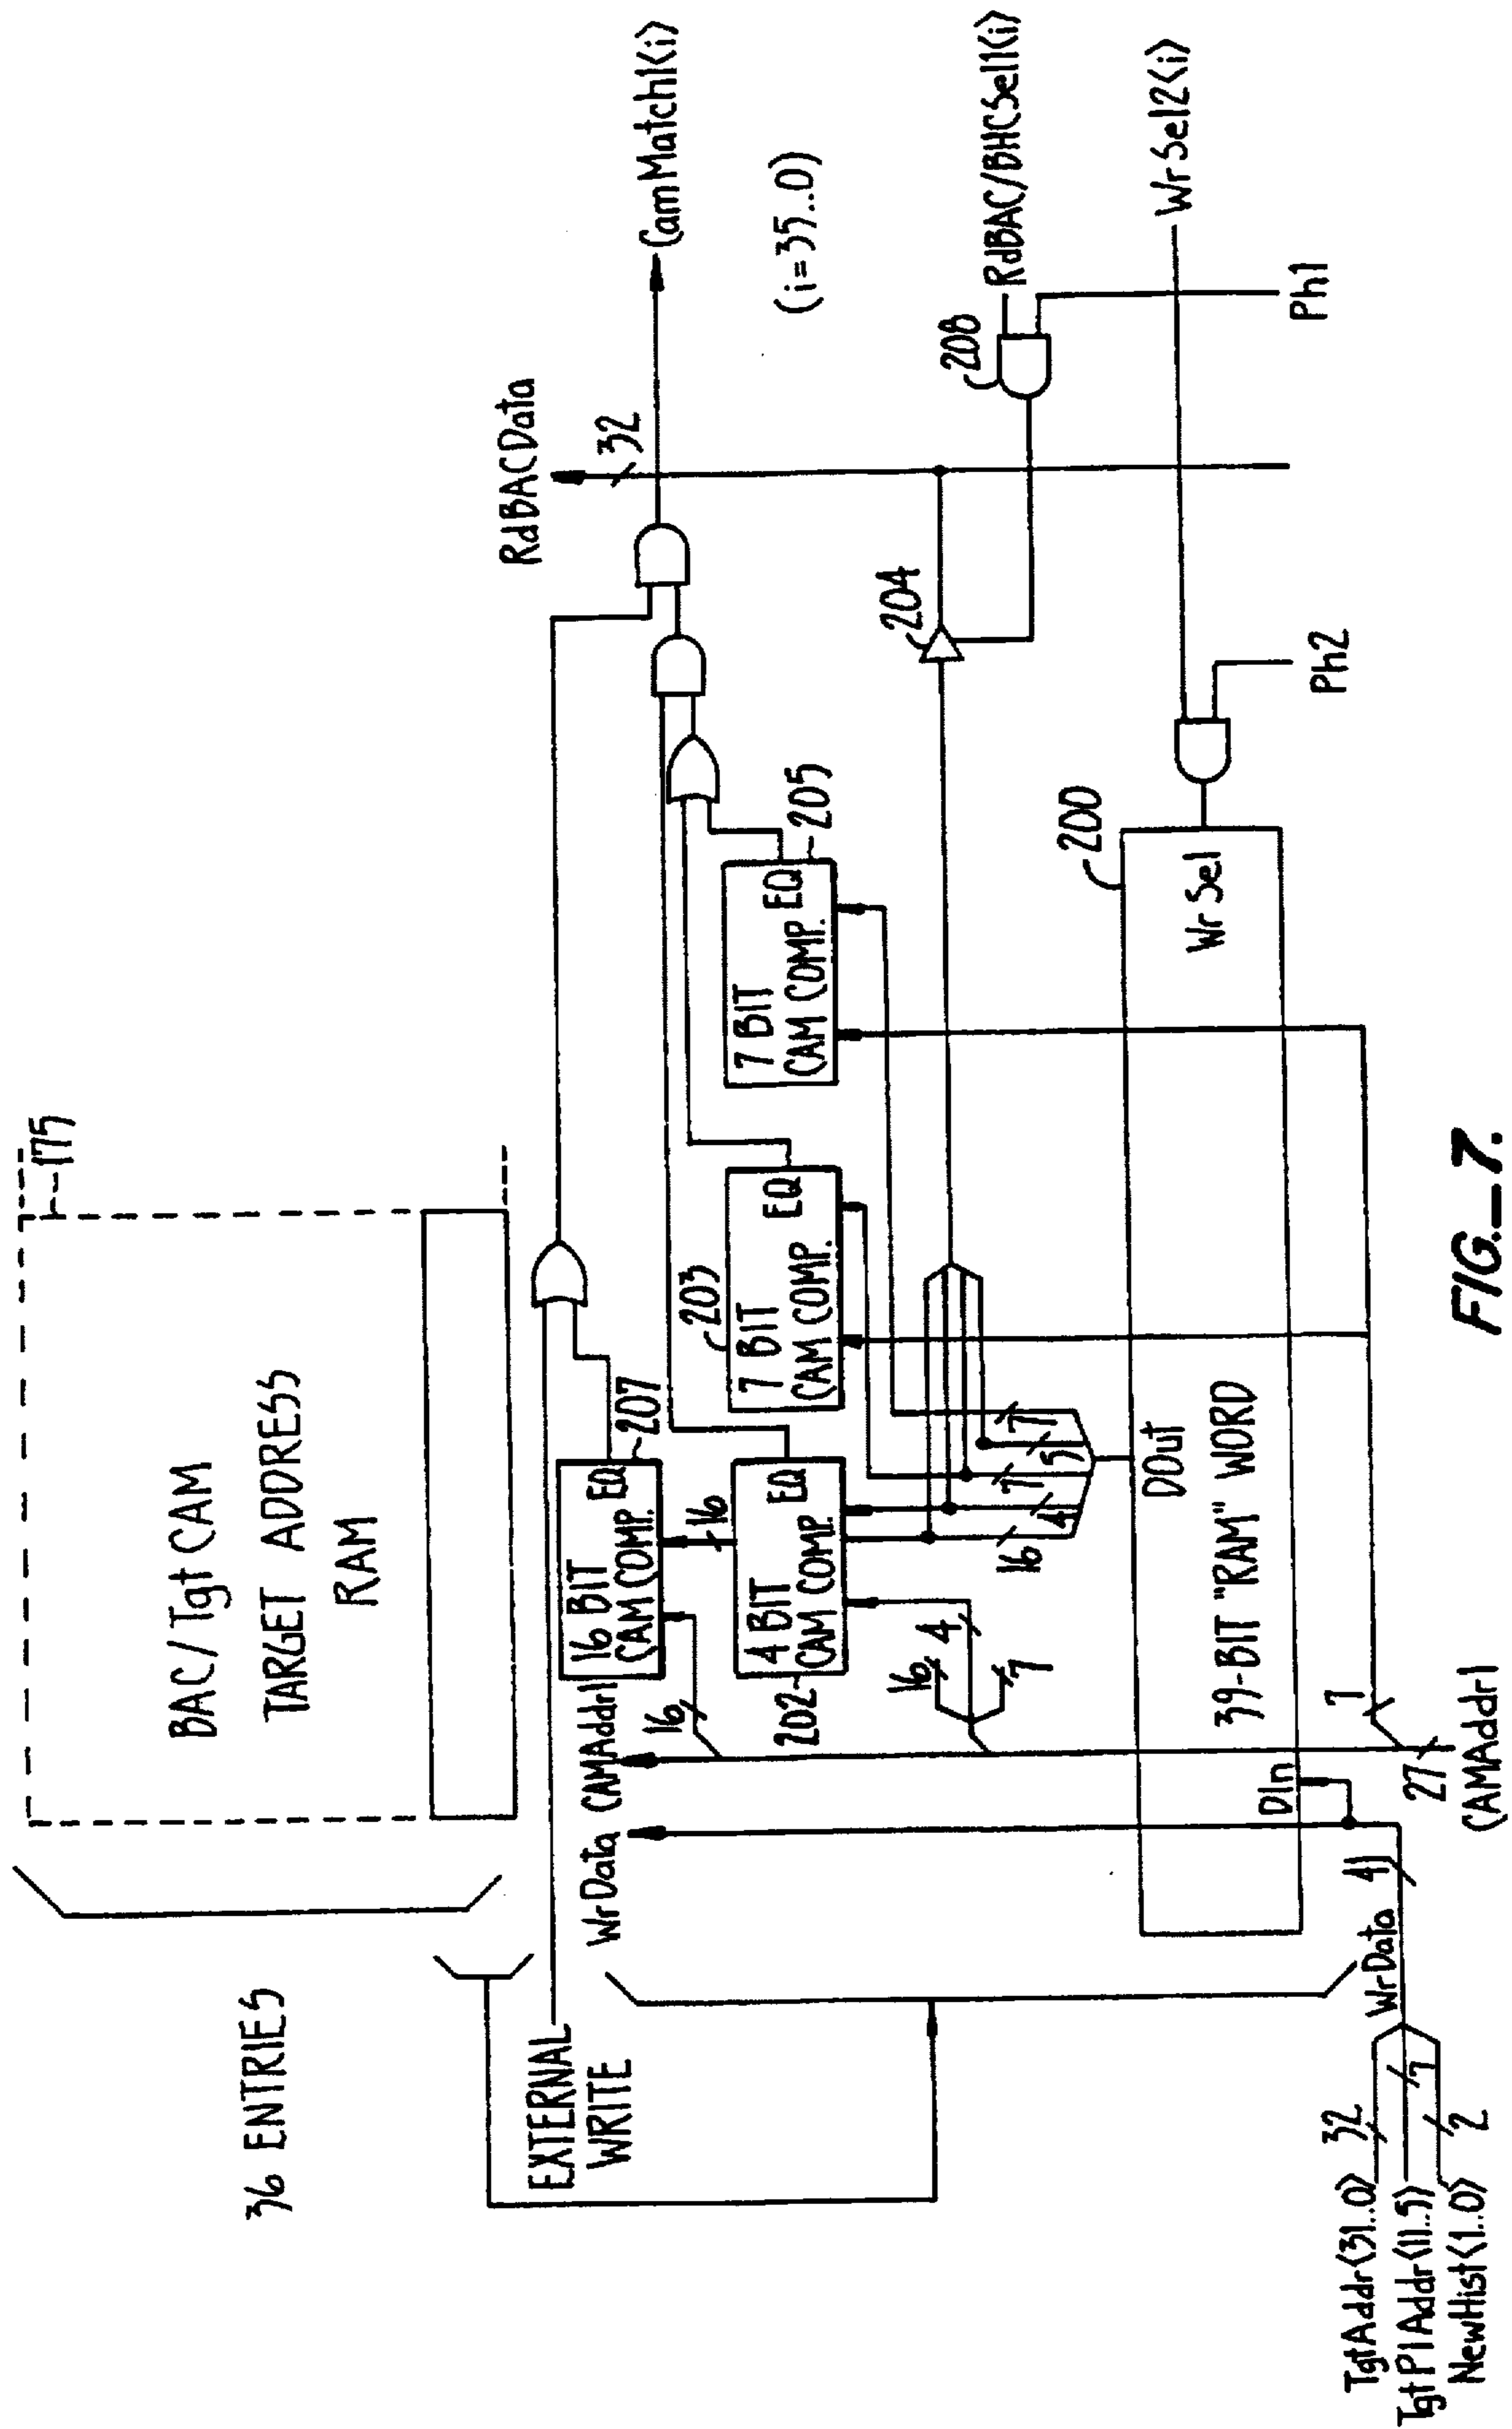 36 ENTRIES
BAC/Tgt CAM
TARGET ADDRESS
RAM
175
EXTERNAL
WRITE
WrData
CAMAddr1
16
16 BIT
CAM COMP.
EQ
207
16
4 BIT
CAM COMP.
EQ
202
16
4
7
203
7 BIT
CAM COMP.
EQ
7 BIT
CAM COMP.
EQ
205
RdBACData
32
CamMatch1<i>
(i=35..0)
204
208
RdBAC/BHCSel1<i>
Ph1
WrSel2<i>
Ph2
16
4
7
5
7
DOut
39-BIT "RAM" WORD
WrSel
200
DIn
TgtAddr<31..0>
32
TgtP1Addr<11..5>
7
NewHist<1..0>
2
WrData
41
27
CAMAddr1
7
FIG._7.